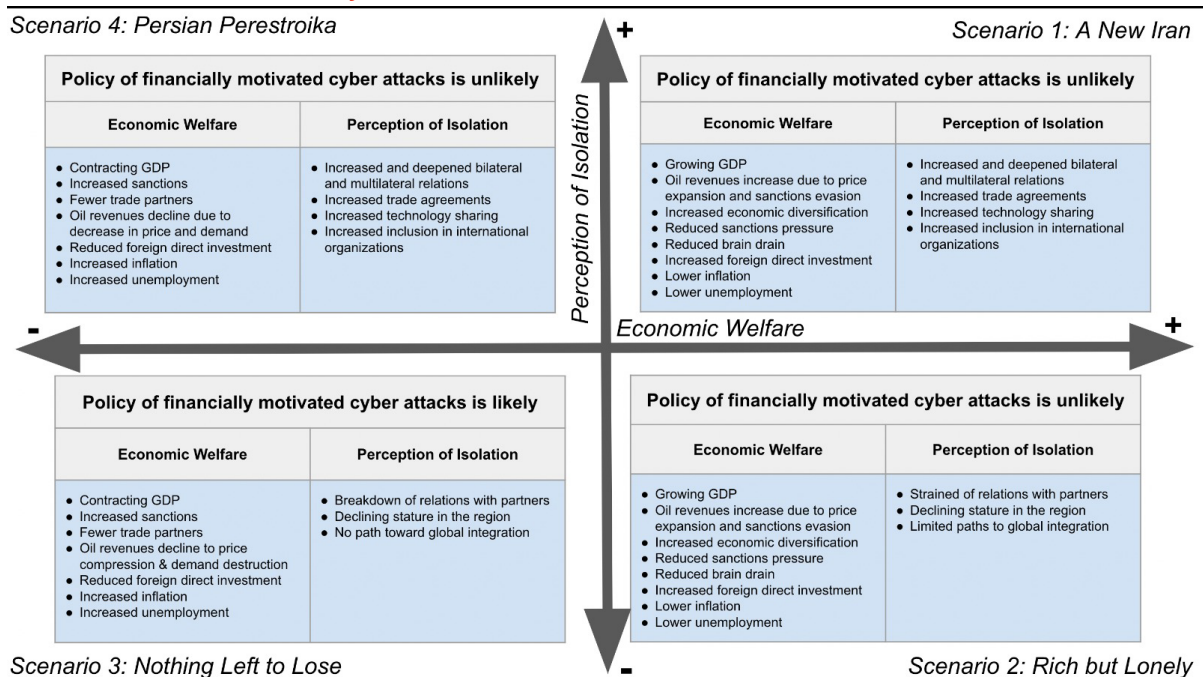 Scenario 4: Persian Perestroika
+
Scenario 1: A New Iran
Policy of financially motivated cyber attacks is unlikely
Economic Welfare
Perception of Isolation
● Contracting GDP
● Increased sanctions
● Fewer trade partners
● Oil revenues decline due to
decrease in price and demand
● Reduced foreign direct investment
● Increased inflation
● Increased unemployment
● Increased and deepened bilateral
and multilateral relations
● Increased trade agreements
● Increased technology sharing
● Increased inclusion in international
organizations
Perception of Isolation
Policy of financially motivated cyber attacks is unlikely
Economic Welfare
Perception of Isolation
● Growing GDP
● Oil revenues increase due to price
expansion and sanctions evasion
● Increased economic diversification
● Reduced sanctions pressure
● Reduced brain drain
● Increased foreign direct investment
● Lower inflation
● Lower unemployment
● Increased and deepened bilateral
and multilateral relations
● Increased trade agreements
● Increased technology sharing
● Increased inclusion in international
organizations
-
Economic Welfare
+
Policy of financially motivated cyber attacks is likely
Economic Welfare
Perception of Isolation
● Contracting GDP
● Increased sanctions
● Fewer trade partners
● Oil revenues decline to price
compression & demand destruction
● Reduced foreign direct investment
● Increased inflation
● Increased unemployment
● Breakdown of relations with partners
● Declining stature in the region
● No path toward global integration
Policy of financially motivated cyber attacks is unlikely
Economic Welfare
Perception of Isolation
● Growing GDP
● Oil revenues increase due to price
expansion and sanctions evasion
● Increased economic diversification
● Reduced sanctions pressure
● Reduced brain drain
● Increased foreign direct investment
● Lower inflation
● Lower unemployment
● Strained of relations with partners
● Declining stature in the region
● Limited paths to global integration
Scenario 3: Nothing Left to Lose
-
Scenario 2: Rich but Lonely